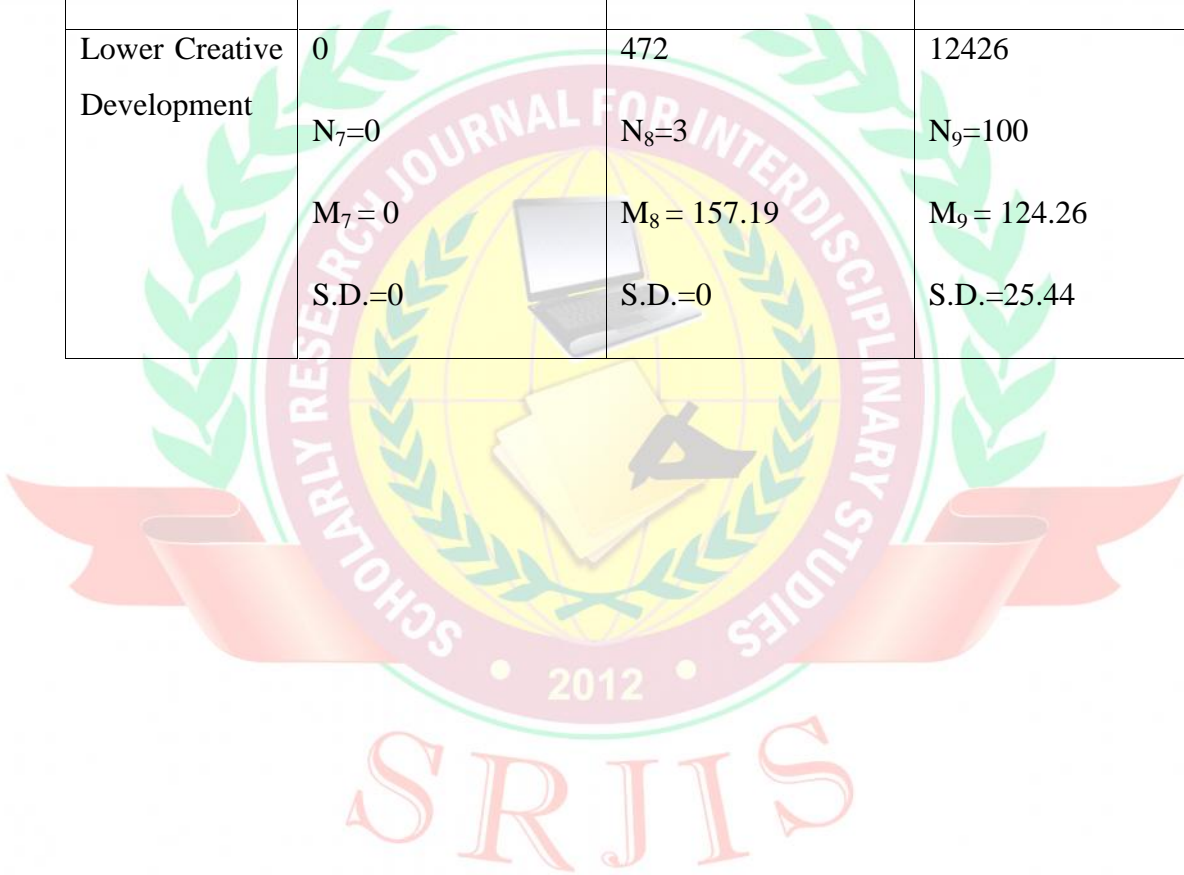 Lower Creative 0 472 12426
Development
N₇=0 N₈=3 N₉=100
M₇ = 0 M₈ = 157.19 M₉ = 124.26
S.D.=0 S.D.=0 S.D.=25.44
SCHOLARLY RESEARCH JOURNAL FOR INTERDISCIPLINARY STUDIES
• 2012 •
SRJIS